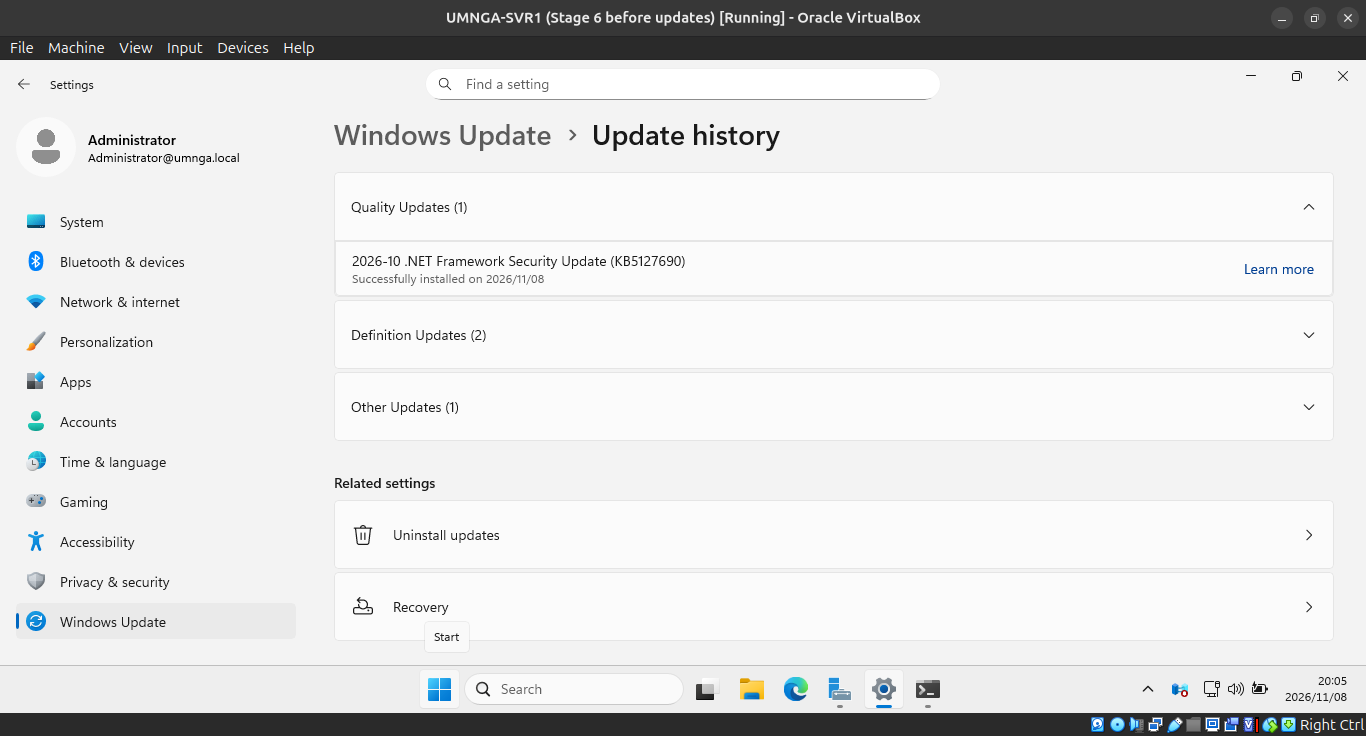 UMNGA-SVR1 (Stage 6 before updates) [Running] - Oracle VirtualBox
File Machine View Input Devices Help
Settings
Find a setting
Administrator
Administrator@umnga.local
System
Bluetooth & devices
Network & internet
Personalization
Apps
Accounts
Time & language
Gaming
Accessibility
Privacy & security
Windows Update
Windows Update > Update history
Quality Updates (1)
2026-10 .NET Framework Security Update (KB5127690)
Successfully installed on 2026/11/08
Learn more
Definition Updates (2)
Other Updates (1)
Related settings
Uninstall updates
Recovery
Start
Search
20:05
2026/11/08
Right Ctrl